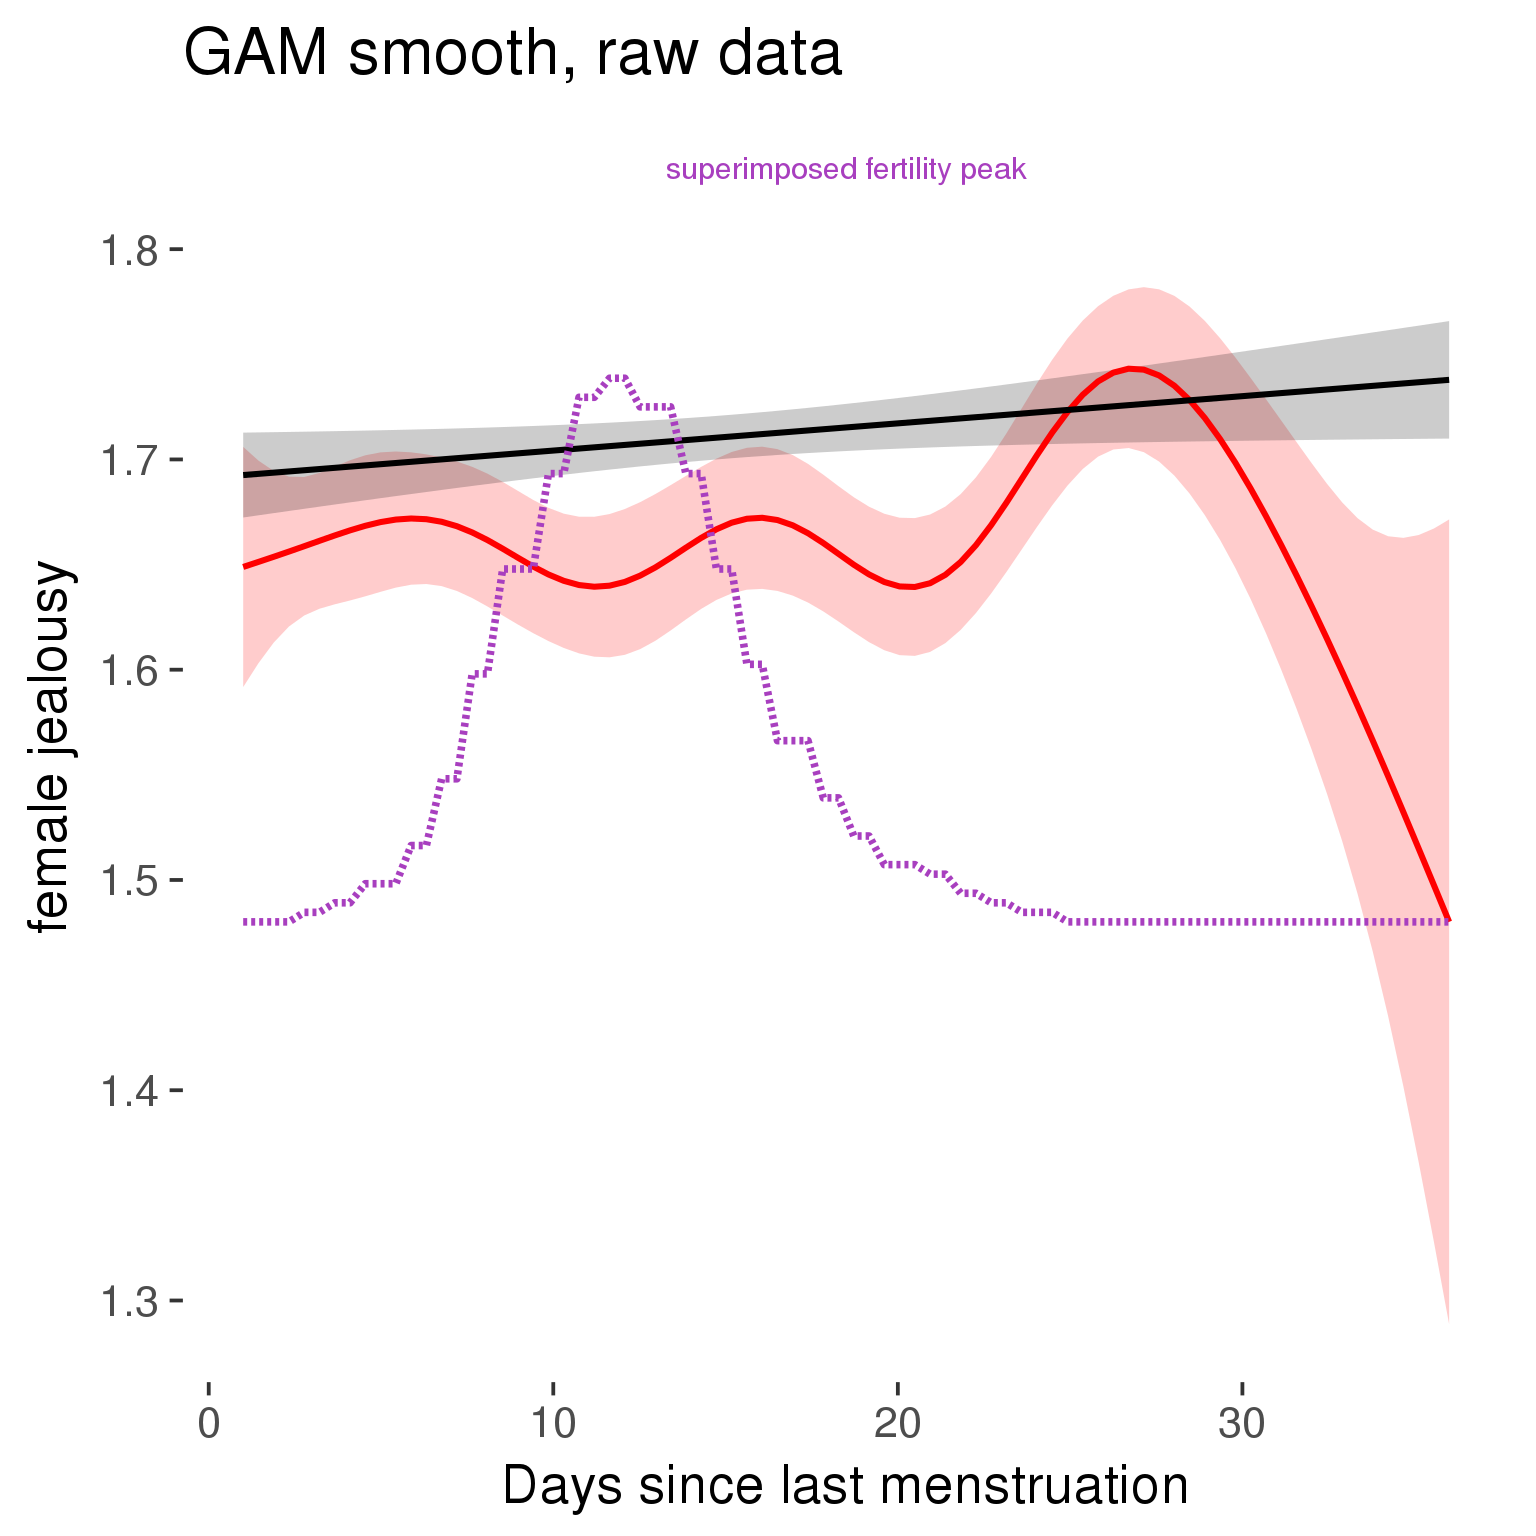 GAM smooth, raw data
superimposed fertility peak
1.8
1.7
1.6
1.5
1.4
1.3
female jealousy
0 10 20 30
Days since last menstruation